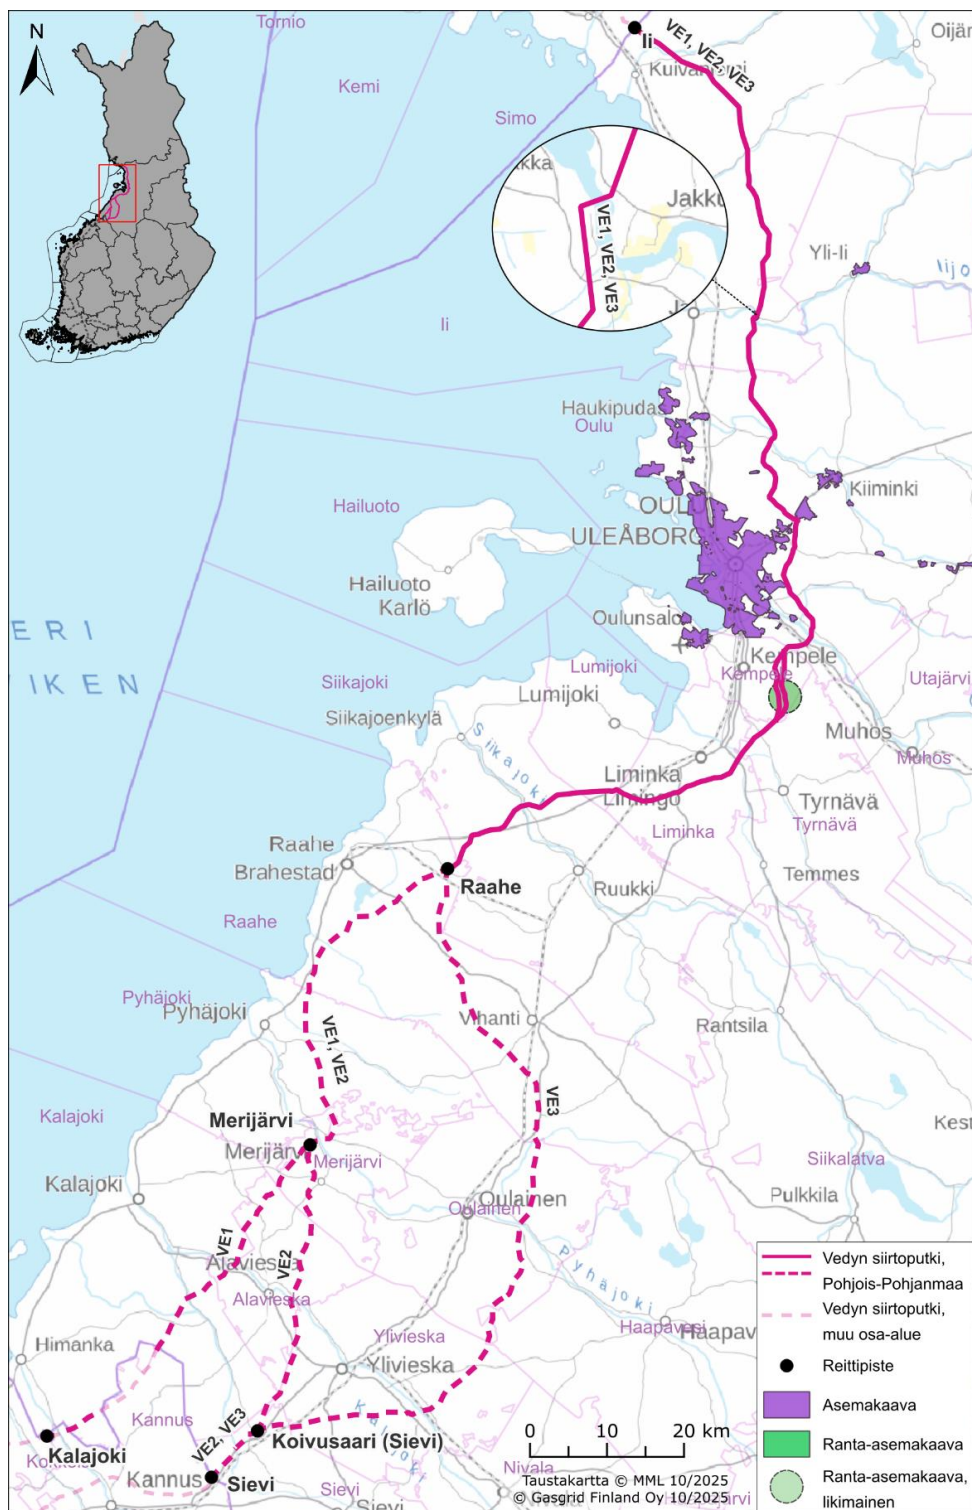 N
Tornio
Kemi
Simo
Ii
Kuivaniemi
VE1, VE2, VE3
Jakku
VE1, VE2, VE3
Yli-Ii
Ii
Haukipudas
Oulu
Kiiminki
OULU
ULEÅBORG
Hailuoto
Hailuoto
Karlö
Oulunsalo
Kempele
Kempele
Lumijoki
Lumijoki
Utajärvi
Muhos
Muhos
ERI
IKEN
Siikajoki
Siikajoenkylä
Siikajoki
Liminka
Limingo
Liminka
Tyrnävä
Tyrnävä
Temmes
Raahe
Brahestad
Raahe
Ruukki
Raahe
Pyhäjoki
Pyhäjoki
VE1, VE2
Vihanti
Rantsila
VE3
Kalajoki
Merijärvi
Merijärvi
Merijärvi
Kalajoki
Oulainen
Oulainen
Siikalatva
Pulkkila
Pyhäjoki
VE1
VE2
Alavieska
Alavieska
Haapavesi
Himanka
Ylivieska
Ylivieska
Kannus
VE2, VE3
Koivusaari (Sievi)
Kalajoki
Kannus
Sievi
Sievi
Nivala
Haapajärvi
0 10 20 km
Taustakartta © MML 10/2025
© Gasgrid Finland Oy 10/2025
Vedyn siirtoputki,
Pohjois-Pohjanmaa
Vedyn siirtoputki,
muu osa-alue
Reittipiste
Asemakaava
Ranta-asemakaava
Ranta-asemakaava,
likimainen